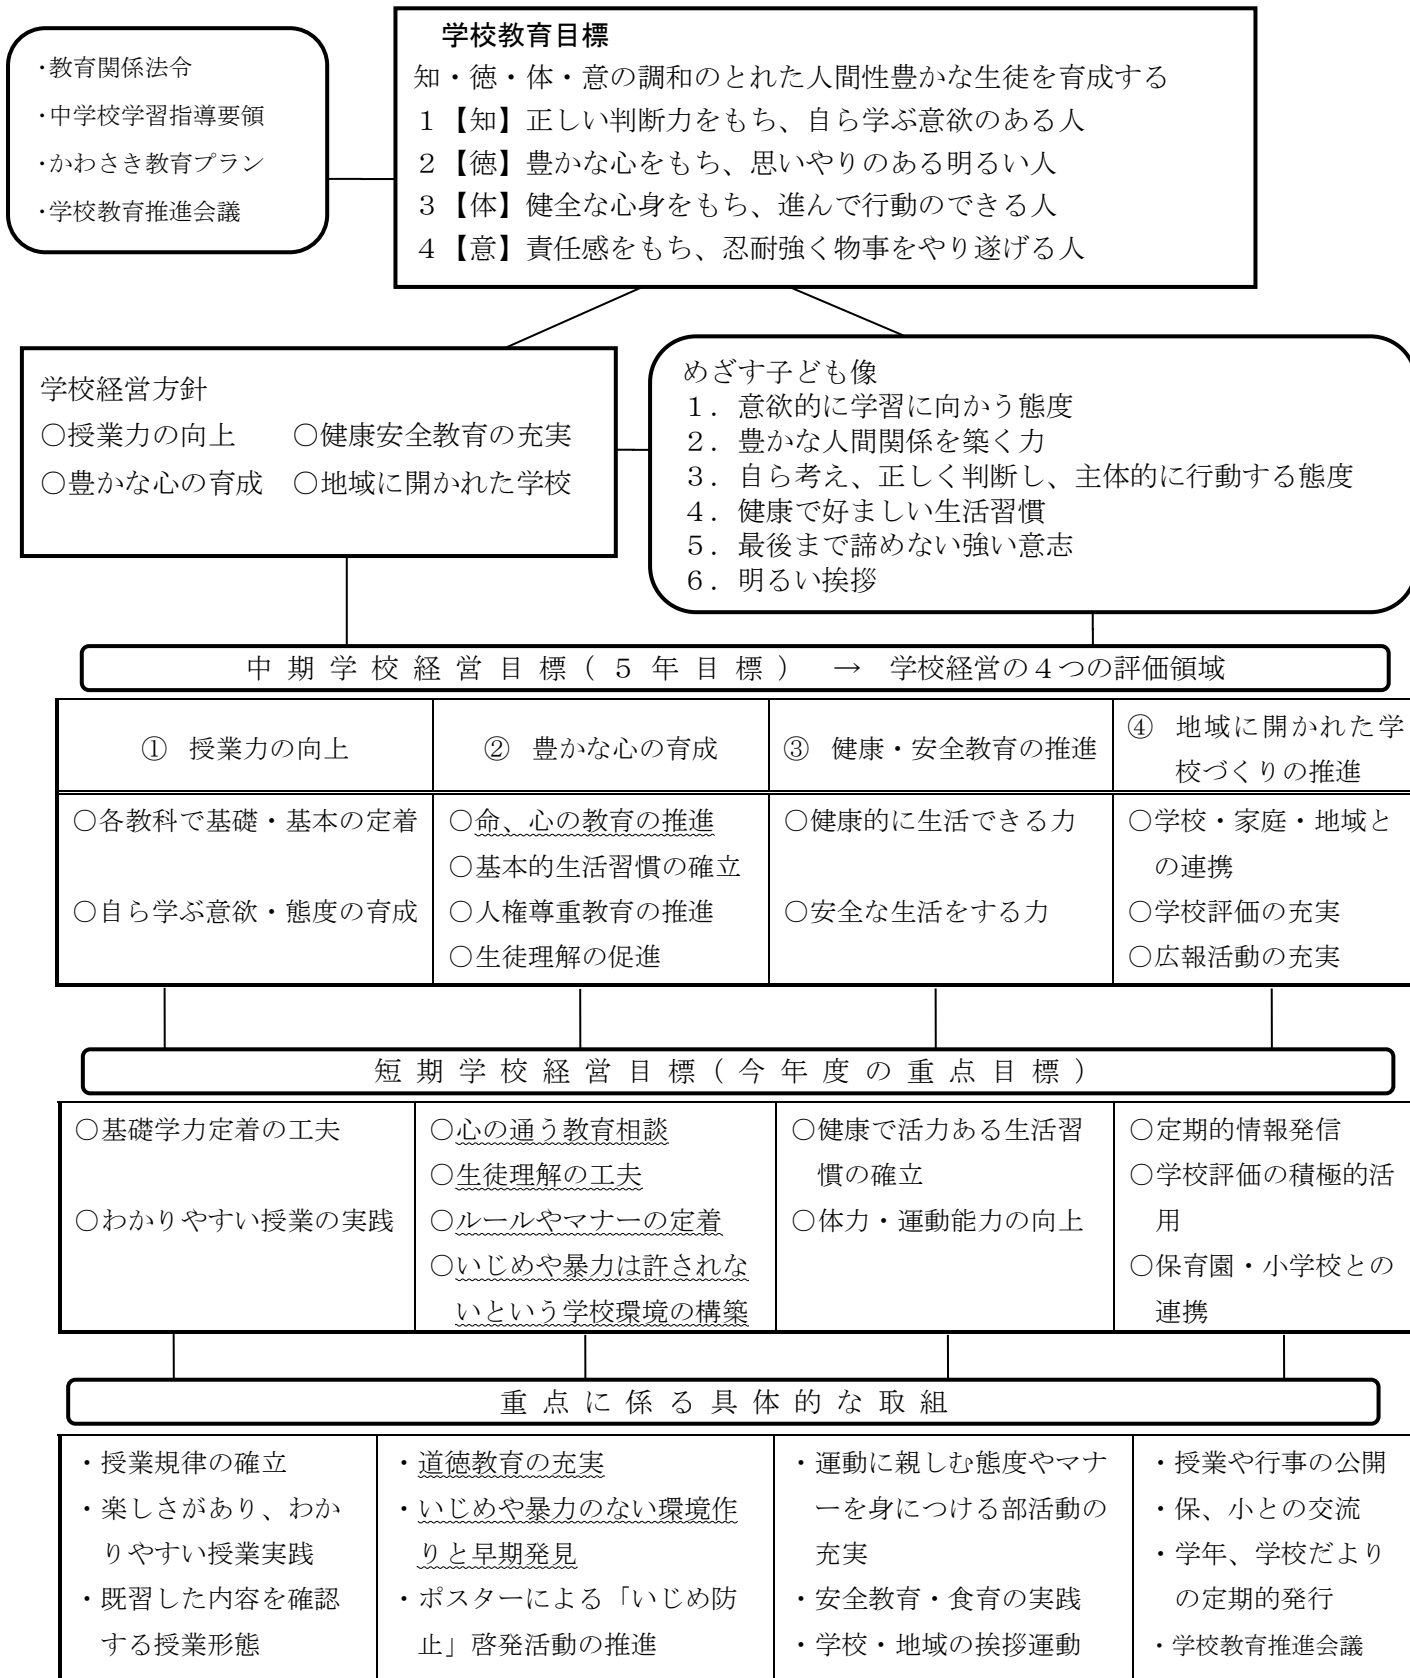 ・教育関係法令
・中学校学習指導要領
・かわさき教育プラン
・学校教育推進会議
学校教育目標
知・徳・体・意の調和のとれた人間性豊かな生徒を育成する
１【知】正しい判断力をもち、自ら学ぶ意欲のある人
２【徳】豊かな心をもち、思いやりのある明るい人
３【体】健全な心身をもち、進んで行動のできる人
４【意】責任感をもち、忍耐強く物事をやり遂げる人
学校経営方針
○授業力の向上　○健康安全教育の充実
○豊かな心の育成　○地域に開かれた学校
めざす子ども像
１．意欲的に学習に向かう態度
２．豊かな人間関係を築く力
３．自ら考え、正しく判断し、主体的に行動する態度
４．健康で好ましい生活習慣
５．最後まで諦めない強い意志
６．明るい挨拶
中期学校経営目標（５年目標）　→　学校経営の４つの評価領域
①　授業力の向上
②　豊かな心の育成
③　健康・安全教育の推進
④　地域に開かれた学
校づくりの推進
○各教科で基礎・基本の定着
○自ら学ぶ意欲・態度の育成
○命、心の教育の推進
○基本的生活習慣の確立
○人権尊重教育の推進
○生徒理解の促進
○健康的に生活できる力
○安全な生活をする力
○学校・家庭・地域と
の連携
○学校評価の充実
○広報活動の充実
短期学校経営目標（今年度の重点目標）
○基礎学力定着の工夫
○わかりやすい授業の実践
○心の通う教育相談
○生徒理解の工夫
○ルールやマナーの定着
○いじめや暴力は許されな
いという学校環境の構築
○健康で活力ある生活習
慣の確立
○体力・運動能力の向上
○定期的情報発信
○学校評価の積極的活
用
○保育園・小学校との
連携
重点に係る具体的な取組
・授業規律の確立
・楽しさがあり、わか
りやすい授業実践
・既習した内容を確認
する授業形態
・道徳教育の充実
・いじめや暴力のない環境作
りと早期発見
・ポスターによる「いじめ防
止」啓発活動の推進
・運動に親しむ態度やマナ
ーを身につける部活動の
充実
・安全教育・食育の実践
・学校・地域の挨拶運動
・授業や行事の公開
・保、小との交流
・学年、学校だより
の定期的発行
・学校教育推進会議